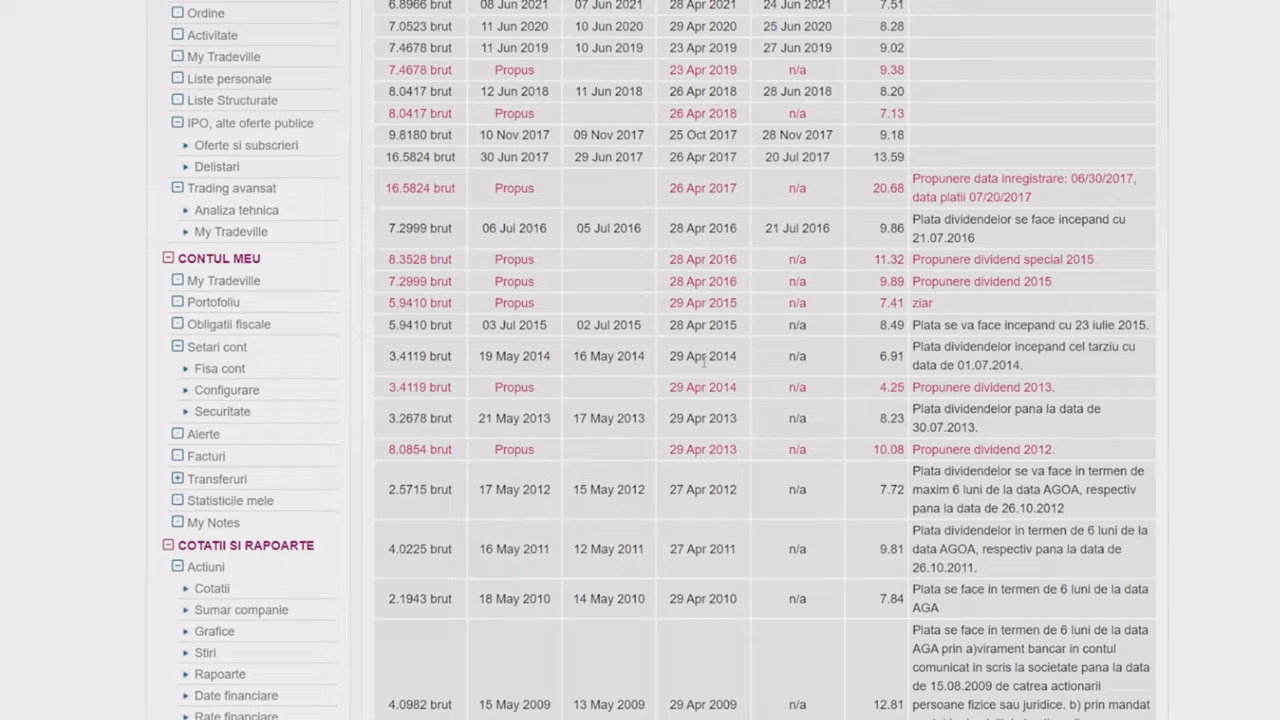 Ordine
Activitate
My Tradeville
Liste personale
Liste Structurate
IPO, alte oferte publice
Oferte si subscrieri
Delistari
Trading avansat
Analiza tehnica
My Tradeville
CONTUL MEU
My Tradeville
Portofoliu
Obligatii fiscale
Setari cont
Fisa cont
Configurare
Securitate
Alerte
Facturi
Transferuri
Statisticile mele
My Notes
COTATII SI RAPOARTE
Actiuni
Cotatii
Sumar companie
Grafice
Stiri
Rapoarte
Date financiare
Rate financiare
6.8966 brut 08 Jun 2021 07 Jun 2021 28 Apr 2021 24 Jun 2021 7.51
7.0523 brut 11 Jun 2020 10 Jun 2020 29 Apr 2020 25 Jun 2020 8.28
7.4678 brut 11 Jun 2019 10 Jun 2019 23 Apr 2019 27 Jun 2019 9.02
7.4678 brut Propus 23 Apr 2019 n/a 9.38
8.0417 brut 12 Jun 2018 11 Jun 2018 26 Apr 2018 28 Jun 2018 8.20
8.0417 brut Propus 26 Apr 2018 n/a 7.13
9.8180 brut 10 Nov 2017 09 Nov 2017 25 Oct 2017 28 Nov 2017 9.18
16.5824 brut 30 Jun 2017 29 Jun 2017 26 Apr 2017 20 Jul 2017 13.59
16.5824 brut Propus 26 Apr 2017 n/a 20.68 Propunere data inregistrare: 06/30/2017,
data platii 07/20/2017
7.2999 brut 06 Jul 2016 05 Jul 2016 28 Apr 2016 21 Jul 2016 9.86 Plata dividendelor se face incepand cu
21.07.2016
8.3528 brut Propus 28 Apr 2016 n/a 11.32 Propunere dividend special 2015
7.2999 brut Propus 28 Apr 2016 n/a 9.89 Propunere dividend 2015
5.9410 brut Propus 29 Apr 2015 n/a 7.41 ziar
5.9410 brut 03 Jul 2015 02 Jul 2015 28 Apr 2015 n/a 8.49 Plata se va face incepand cu 23 iulie 2015.
3.4119 brut 19 May 2014 16 May 2014 29 Apr 2014 n/a 6.91 Plata dividendelor incepand cel tarziu cu
data de 01.07.2014.
3.4119 brut Propus 29 Apr 2014 n/a 4.25 Propunere dividend 2013.
3.2678 brut 21 May 2013 17 May 2013 29 Apr 2013 n/a 8.23 Plata dividendelor pana la data de
30.07.2013.
8.0854 brut Propus 29 Apr 2013 n/a 10.08 Propunere dividend 2012.
2.5715 brut 17 May 2012 15 May 2012 27 Apr 2012 n/a 7.72 Plata dividendelor se va face in termen de
maxim 6 luni de la data AGOA, respectiv
pana la data de 26.10.2012
4.0225 brut 16 May 2011 12 May 2011 27 Apr 2011 n/a 9.81 Plata dividendelor in termen de 6 luni de la
data AGOA, respectiv pana la data de
26.10.2011.
2.1943 brut 18 May 2010 14 May 2010 29 Apr 2010 n/a 7.84 Plata se face in termen de 6 luni de la data
AGA
4.0982 brut 15 May 2009 13 May 2009 29 Apr 2009 n/a 12.81 Plata se face in termen de 6 luni de la data
AGA prin a)virament bancar in contul
comunicat in scris la societate pana la data
de 15.08.2009 de catrea actionarii
persoane fizice sau juridice. b) prin mandat